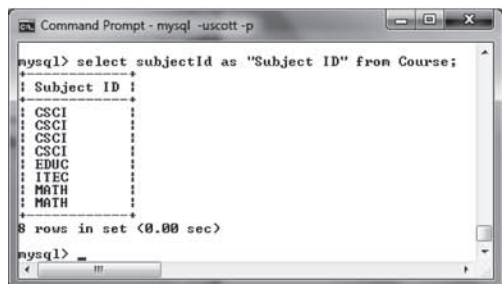 Command Prompt - mysql -uscott -p
mysql> select subjectId as "Subject ID" from Course;
+------------+
| Subject ID |
+------------+
| CSCI |
| CSCI |
| CSCI |
| CSCI |
| EDUC |
| ITEC |
| MATH |
| MATH |
+------------+
8 rows in set (0.00 sec)
mysql> _